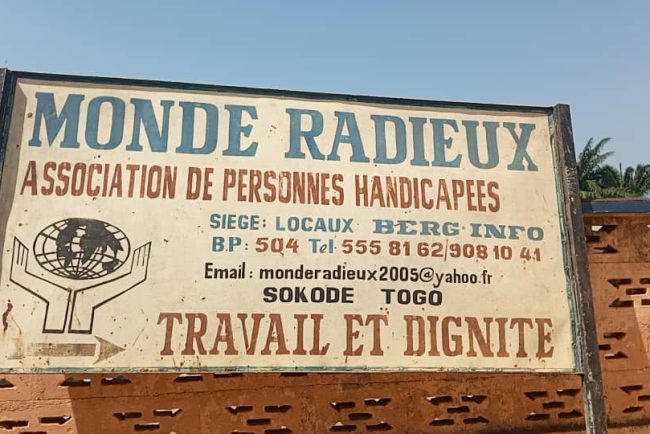 MONDE RADIEUX
ASSOCIATION DE PERSONNES HANDICAPEES
SIEGE: LOCAUX BERG-INFO
B.P: 504 Tel 555 81 62/908 10 41
Email : monderadieux2005@yahoo.fr
SOKODE TOGO
TRAVAIL ET DIGNITE